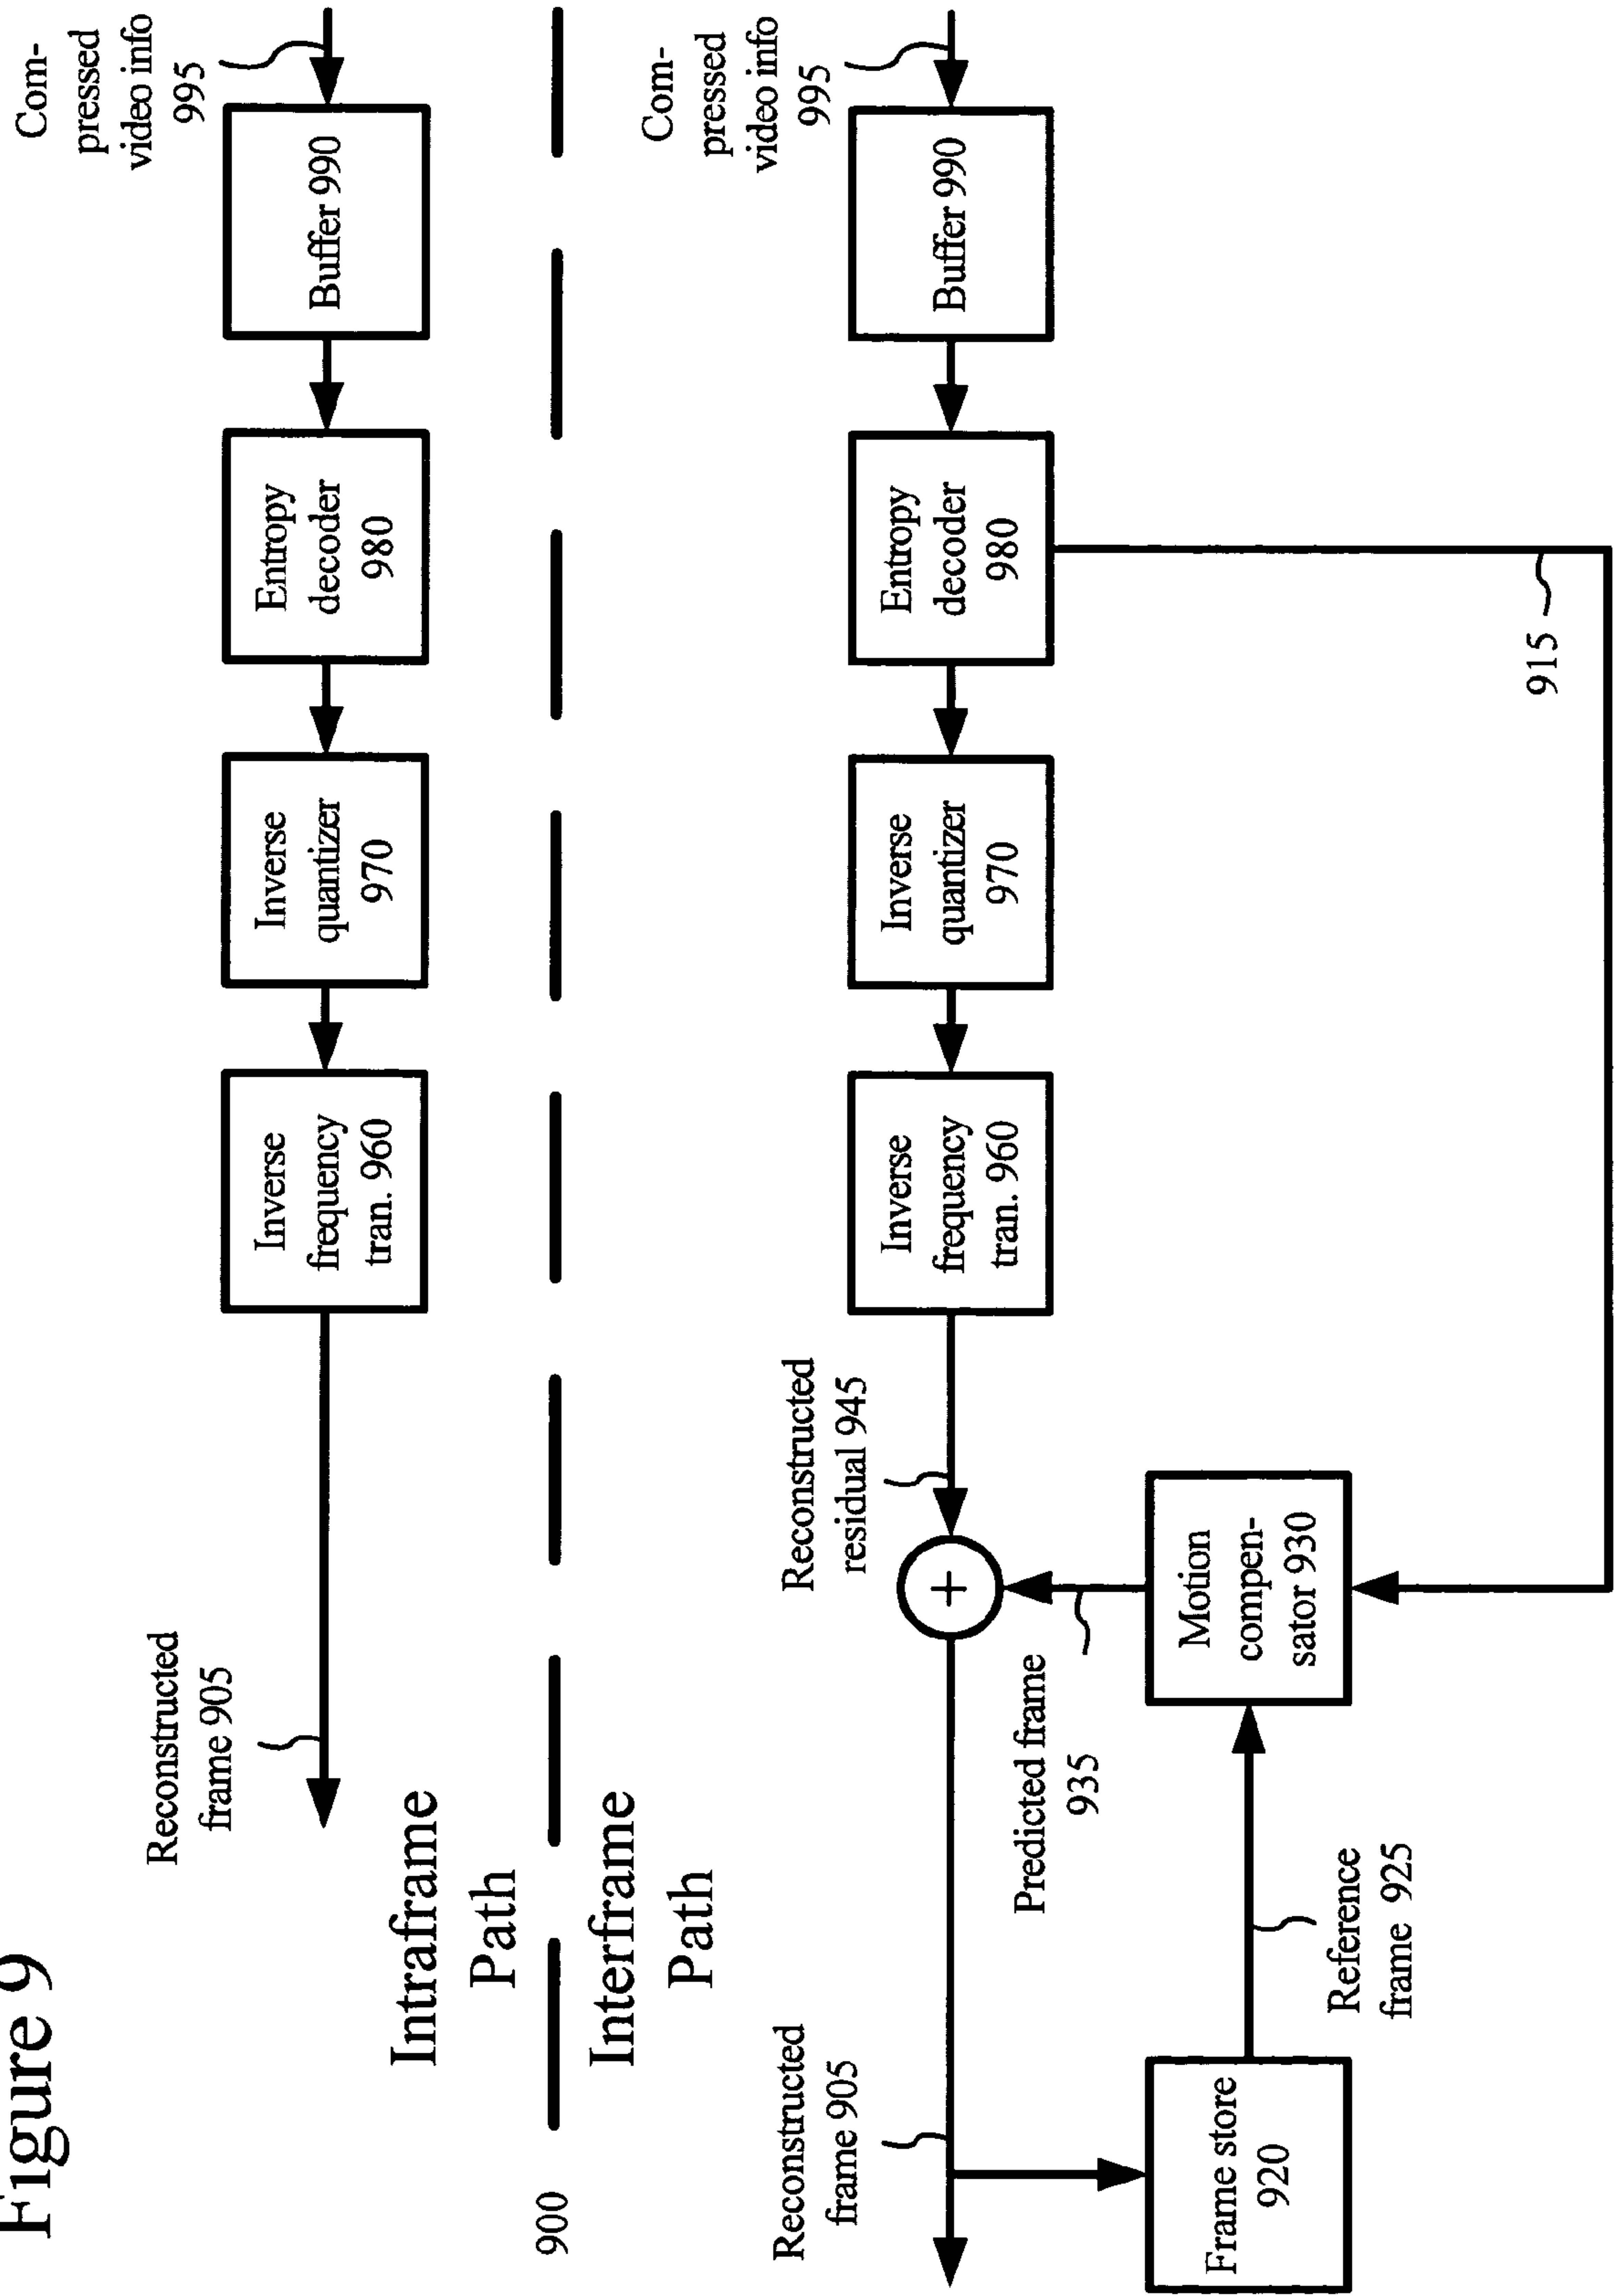 Figure 9
Reconstructed
frame 905
Inverse
frequency
tran. 960
Inverse
quantizer
970
Entropy
decoder
980
Buffer 990
Com-
pressed
video info
995
Intraframe
Path
900
Interframe
Path
Reconstructed
frame 905
Reconstructed
residual 945
+
Inverse
frequency
tran. 960
Inverse
quantizer
970
Entropy
decoder
980
Buffer 990
Com-
pressed
video info
995
Predicted frame
935
Frame store
920
Reference
frame 925
Motion
compen-
sator 930
915